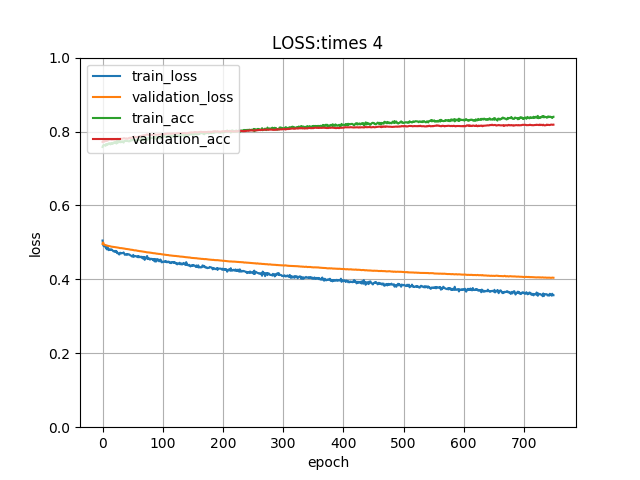 LOSS:times 4
1.0
0.8
0.6
0.4
0.2
0.0
loss
train_loss
validation_loss
train_acc
validation_acc
0 100 200 300 400 500 600 700
epoch